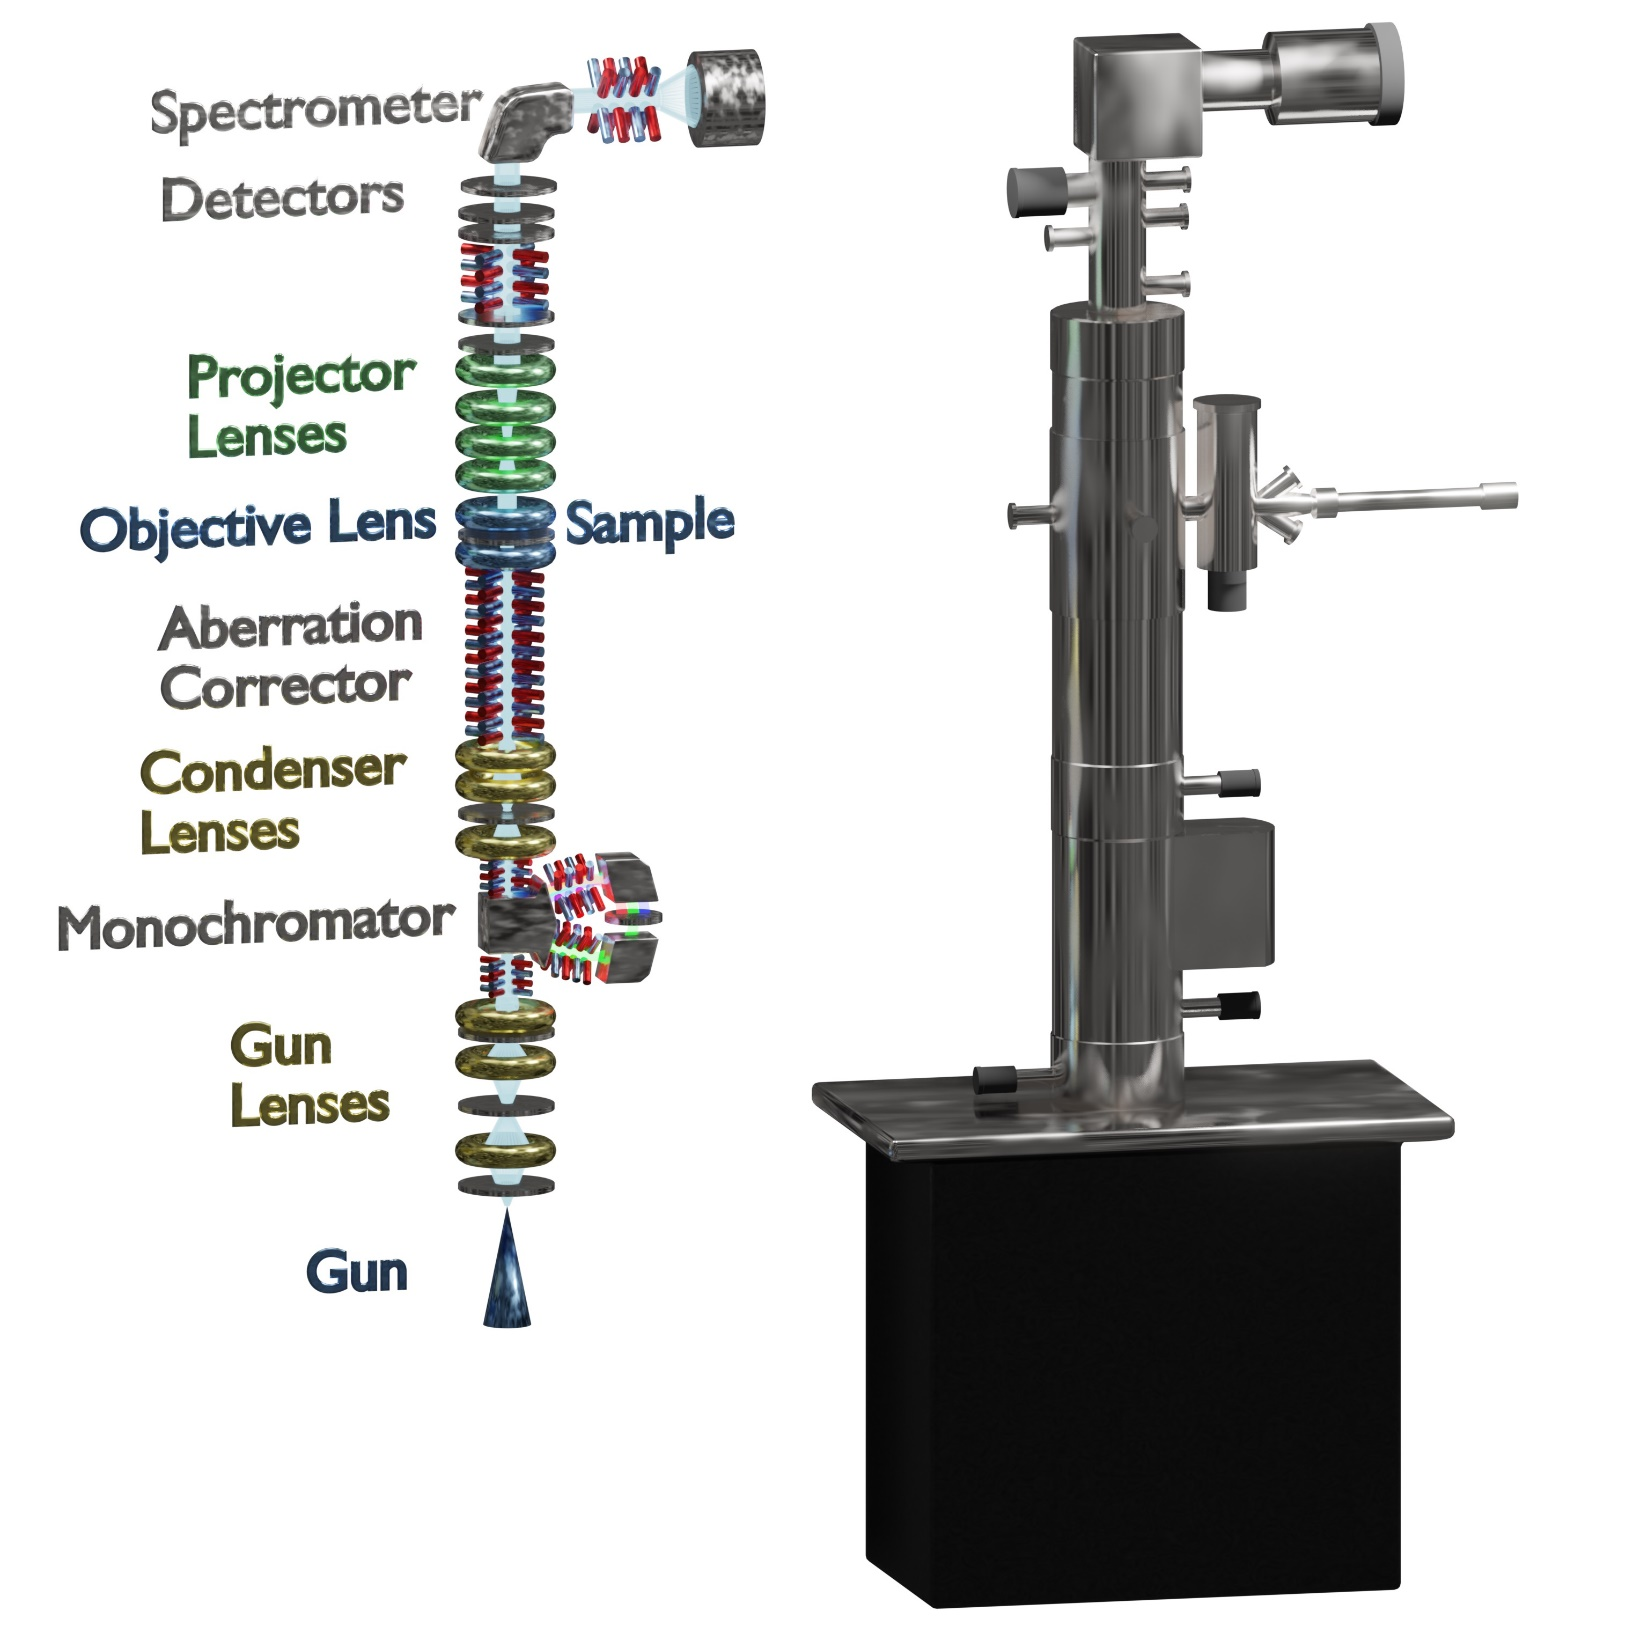 Spectrometer
Detectors
Projector
Lenses
Objective Lens
Sample
Aberration
Corrector
Condenser
Lenses
Monochromator
Gun
Lenses
Gun